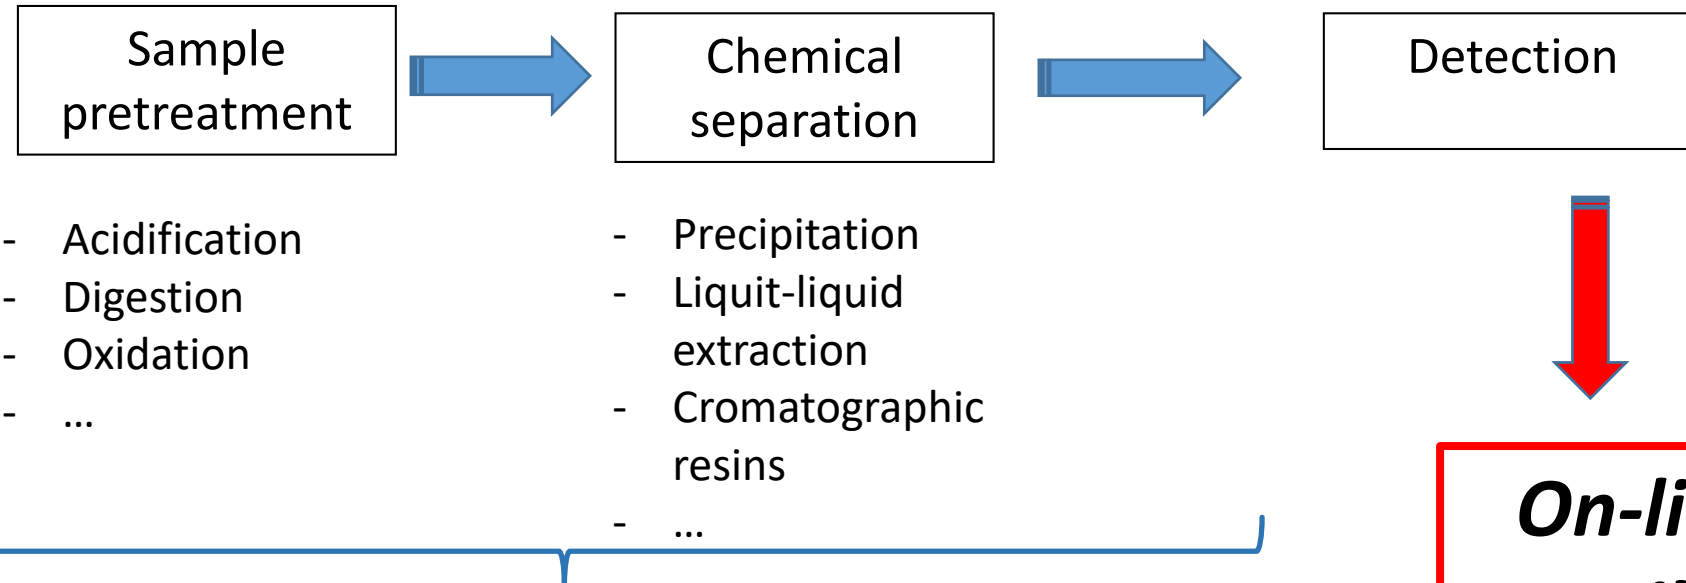 Sample
pretreatment
Chemical
separation
Detection
- Acidification
- Digestion
- Oxidation
- ...
- Precipitation
- Liquit-liquid
extraction
- Cromatographic
resins
- ...
On-li